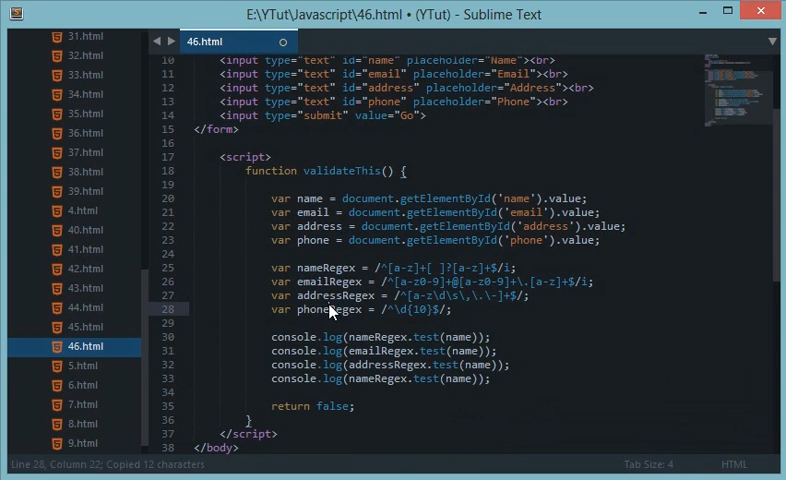 E:\YTut\Javascript\46.html • (YTut) - Sublime Text
46.html
31.html
32.html
33.html
34.html
35.html
36.html
37.html
38.html
39.html
4.html
40.html
41.html
42.html
43.html
44.html
45.html
46.html
5.html
6.html
7.html
8.html
9.html
10 <input type="text" id="name" placeholder="Name"><br>
11 <input type="text" id="email" placeholder="Email"><br>
12 <input type="text" id="address" placeholder="Address"><br>
13 <input type="text" id="phone" placeholder="Phone"><br>
14 <input type="submit" value="Go">
15 </form>
16
17 <script>
18 function validateThis() {
19
20 var name = document.getElementById('name').value;
21 var email = document.getElementById('email').value;
22 var address = document.getElementById('address').value;
23 var phone = document.getElementById('phone').value;
24
25 var nameRegex = /^[a-z]+[ ]?[a-z]+$/i;
26 var emailRegex = /^[a-z0-9]+@[a-z0-9]+\.[a-z]+$/i;
27 var addressRegex = /^[a-z\d\s\,\.\-]+$/;
28 var phoneRegex = /^\d{10}$/;
29
30 console.log(nameRegex.test(name));
31 console.log(emailRegex.test(name));
32 console.log(addressRegex.test(name));
33 console.log(nameRegex.test(name));
34
35 return false;
36 }
37 </script>
38 </body>
Line 28, Column 22; Copied 12 characters
Tab Size: 4
HTML